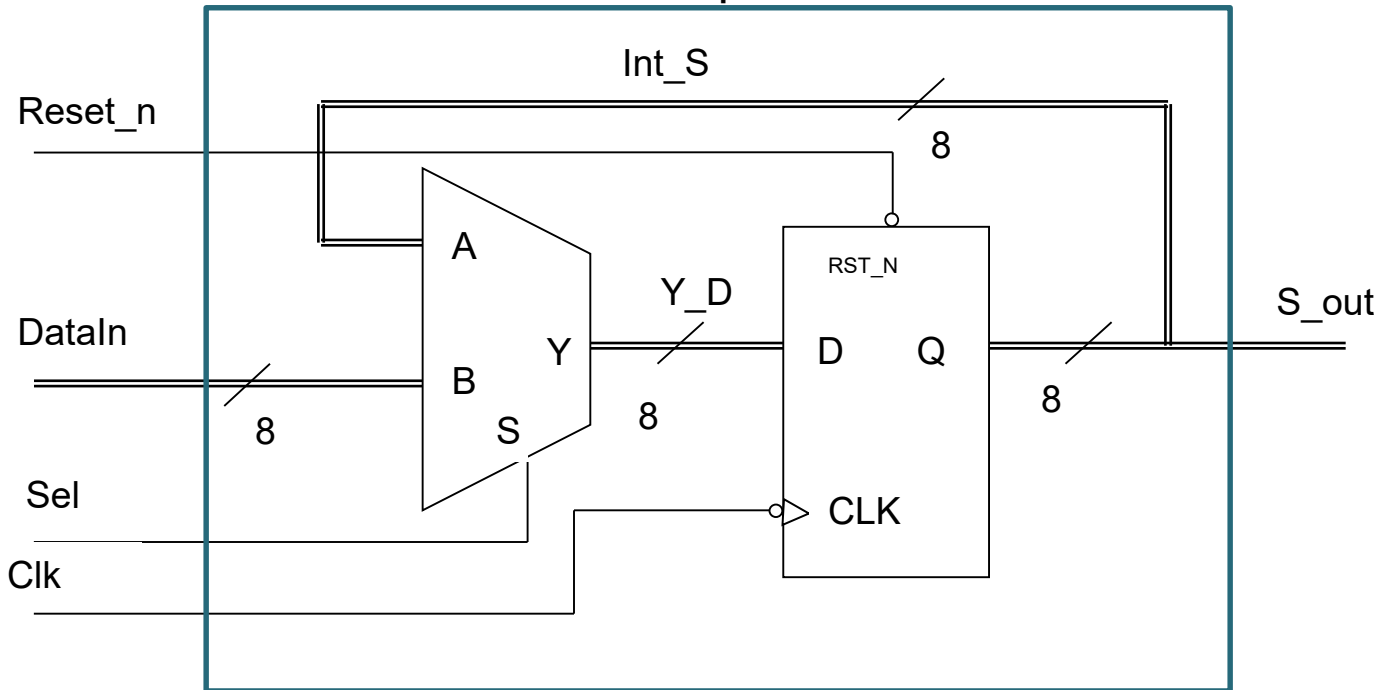 Int_S
Reset_n
8
A
RST_N
Y_D
S_out
DataIn
Y
D
Q
B
8
8
8
S
Sel
CLK
Clk